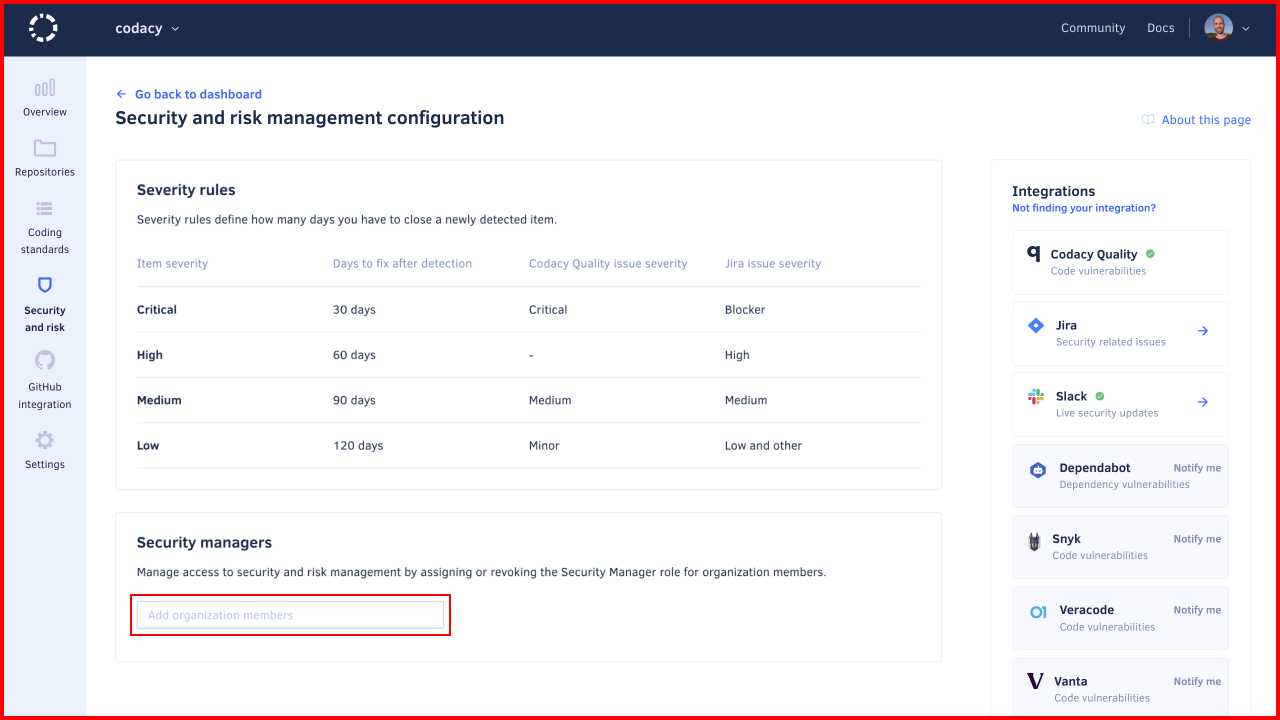 codacy
Community
Docs
Overview
Repositories
Coding
standards
Security
and risk
GitHub
integration
Settings
Go back to dashboard
Security and risk management configuration
About this page
Severity rules
Severity rules define how many days you have to close a newly detected item.
Item severity Days to fix after detection Codacy Quality issue severity Jira issue severity
Critical 30 days Critical Blocker
High 60 days - High
Medium 90 days Medium Medium
Low 120 days Minor Low and other
Security managers
Manage access to security and risk management by assigning or revoking the Security Manager role for organization members.
Add organization members
Integrations
Not finding your integration?
Codacy Quality
Code vulnerabilities
Jira
Security related issues
Slack
Live security updates
Dependabot Notify me
Dependency vulnerabilities
Snyk Notify me
Code vulnerabilities
Veracode Notify me
Code vulnerabilities
Vanta Notify me
Code vulnerabilities